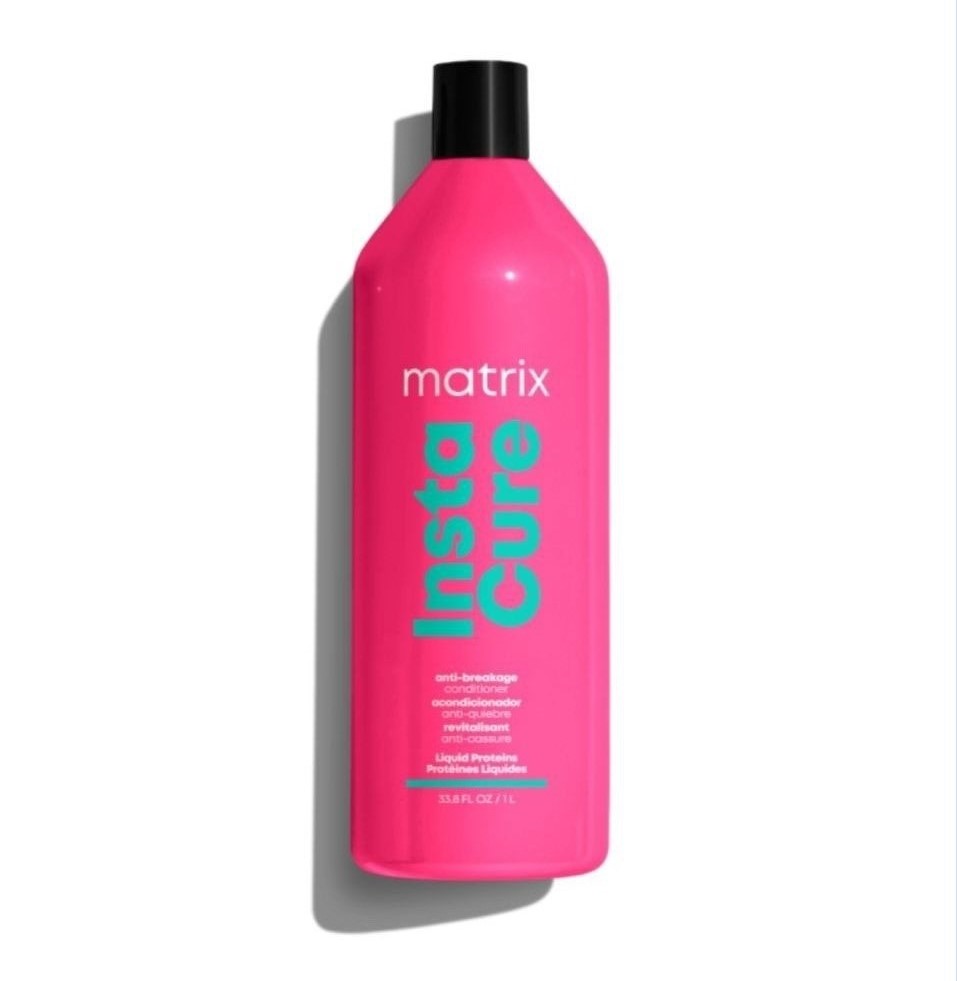 matrix
Insta
Cure
anti-breakage
conditioner
acondicionador
anti-quiebre
revitalisant
anti-cassure
Liquid Proteins
Protéines Liquides
33.8 FL OZ / 1 L